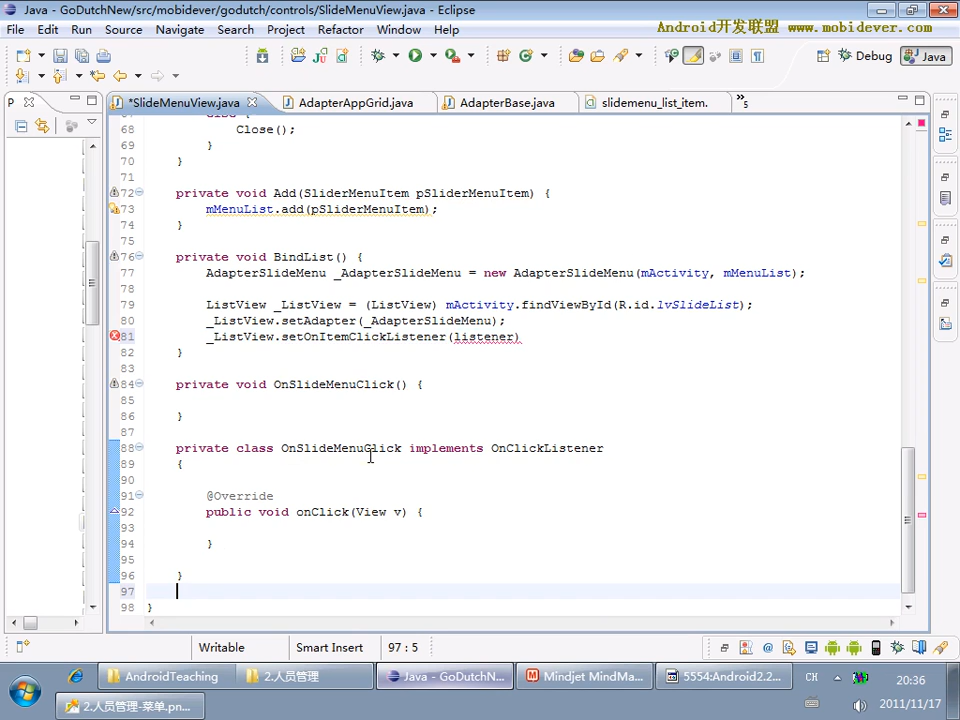 Java - GoDutchNew/src/mobidever/godutch/controls/SlideMenuView.java - Eclipse
File Edit Run Source Navigate Search Project Refactor Window Help
Android开发联盟 www.mobidever.com
Debug Java
P *SlideMenuView.java AdapterAppGrid.java AdapterBase.java slidemenu_list_item. »5
68 Close();
69 }
70 }
71
72 private void Add(SliderMenuItem pSliderMenuItem) {
73 mMenuList.add(pSliderMenuItem);
74 }
75
76 private void BindList() {
77 AdapterSlideMenu _AdapterSlideMenu = new AdapterSlideMenu(mActivity, mMenuList);
78
79 ListView _ListView = (ListView) mActivity.findViewById(R.id.lvSlideList);
80 _ListView.setAdapter(_AdapterSlideMenu);
81 _ListView.setOnItemClickListener(listener)
82 }
83
84 private void OnSlideMenuClick() {
85
86 }
87
88 private class OnSlideMenuClick implements OnClickListener
89 {
90
91 @Override
92 public void onClick(View v) {
93
94 }
95
96 }
97
98 }
Writable Smart Insert 97 : 5
AndroidTeaching 2.人员管理 Java - GoDutchN... Mindjet MindMa... 5554:Android2.2... CH 20:36
2.人员管理-菜单.pn... 2011/11/17